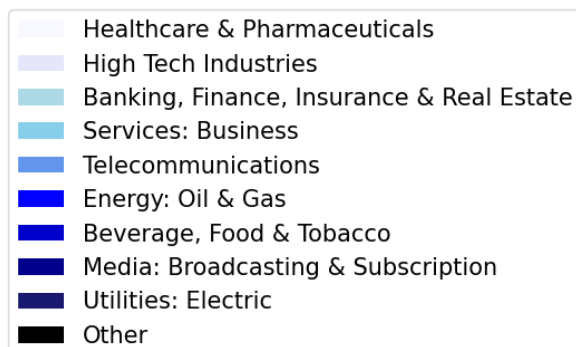 Healthcare & Pharmaceuticals
High Tech Industries
Banking, Finance, Insurance & Real Estate
Services: Business
Telecommunications
Energy: Oil & Gas
Beverage, Food & Tobacco
Media: Broadcasting & Subscription
Utilities: Electric
Other